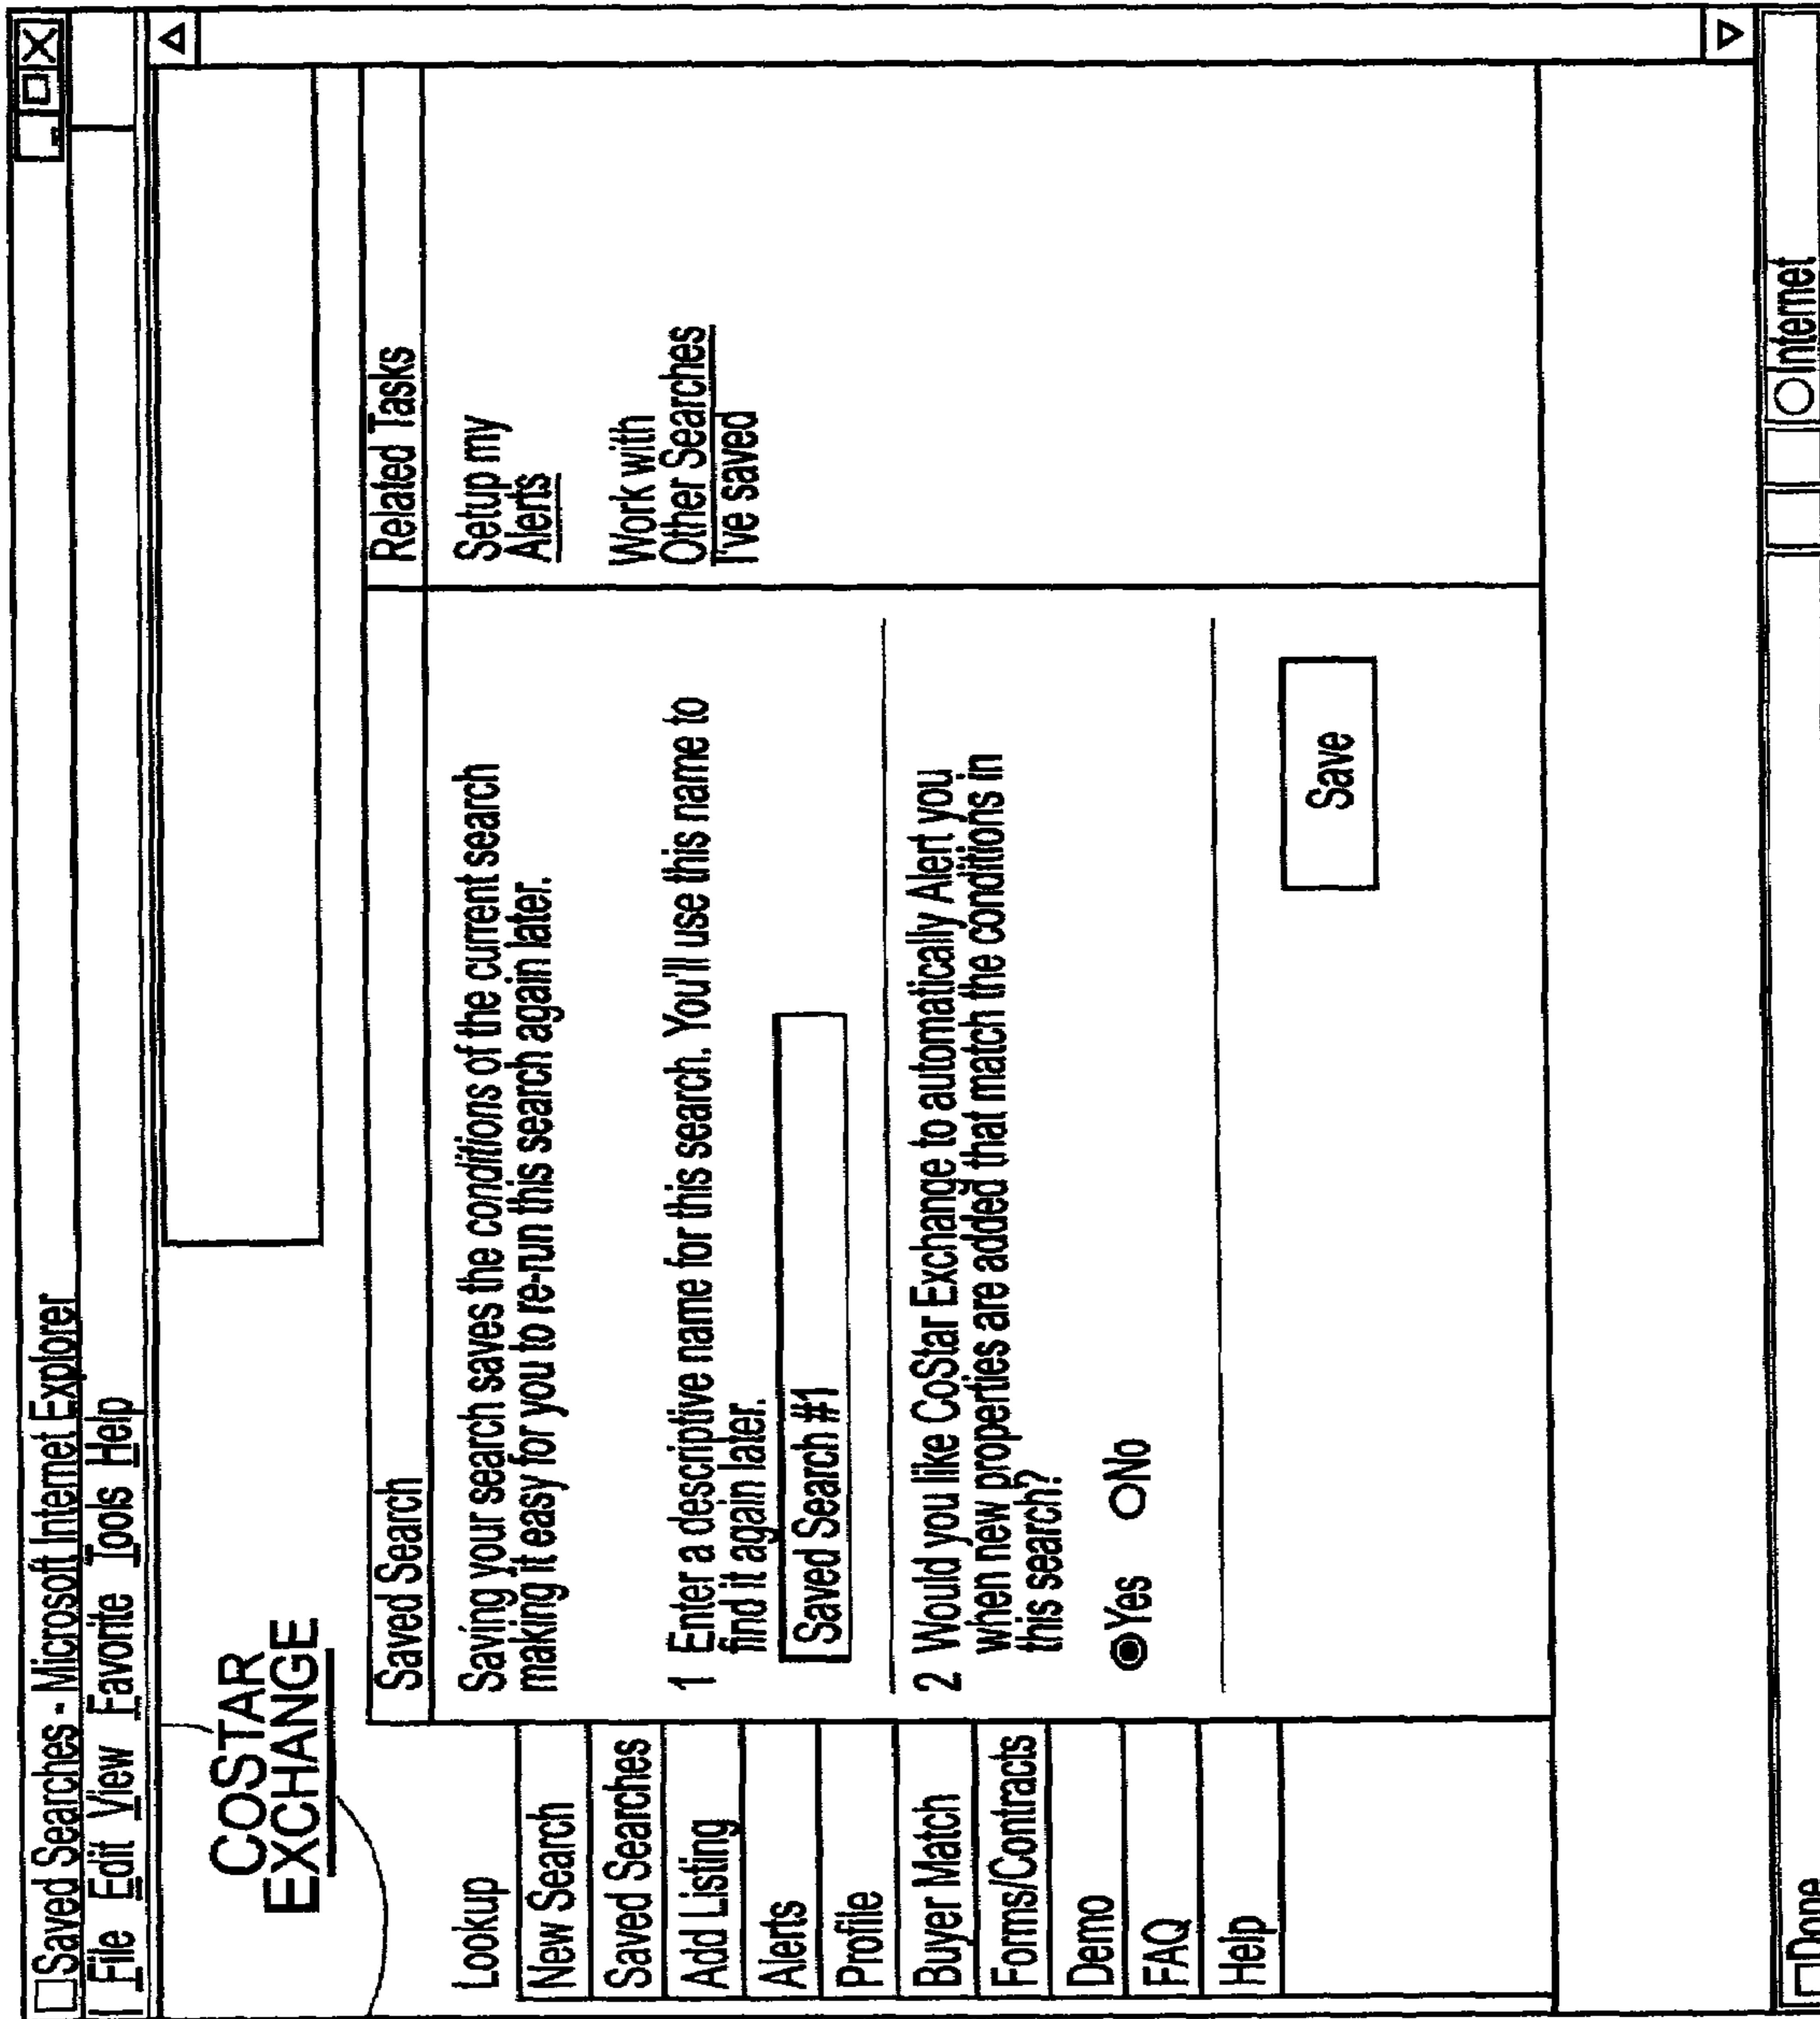 Saved Searches - Microsoft Internet Explorer
File Edit View Favorite Tools Help
COSTAR
EXCHANGE
Lookup
New Search
Saved Searches
Add Listing
Alerts
Profile
Buyer Match
Forms/Contracts
Demo
FAQ
Help
Saved Search
Saving your search saves the conditions of the current search
making it easy for you to re-run this search again later.
1 Enter a descriptive name for this search. You'll use this name to
find it again later.
Saved Search #1
2 Would you like CoStar Exchange to automatically Alert you
when new properties are added that match the conditions in
this search?
Yes No
Save
Related Tasks
Setup my
Alerts
Work with
Other Searches
I've saved
Done
Internet